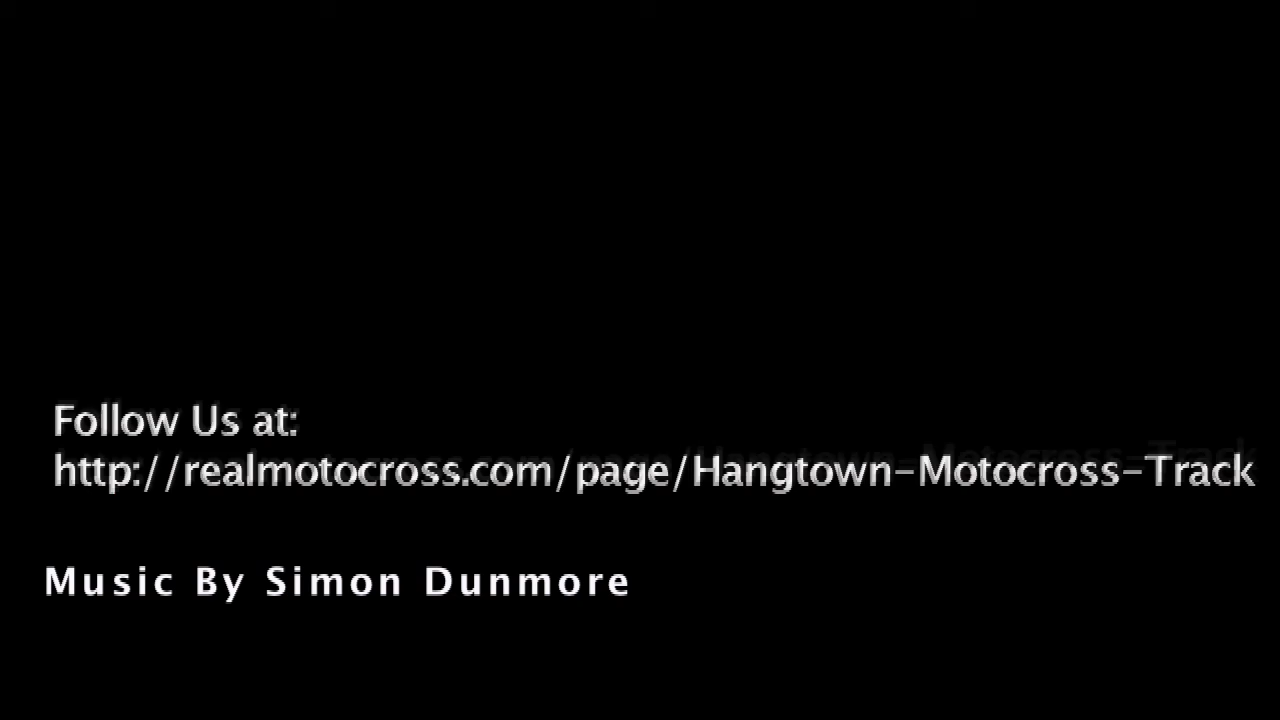 Follow Us at:
http://realmotocross.com/page/Hangtown-Motocross-Track
Music By Simon Dunmore